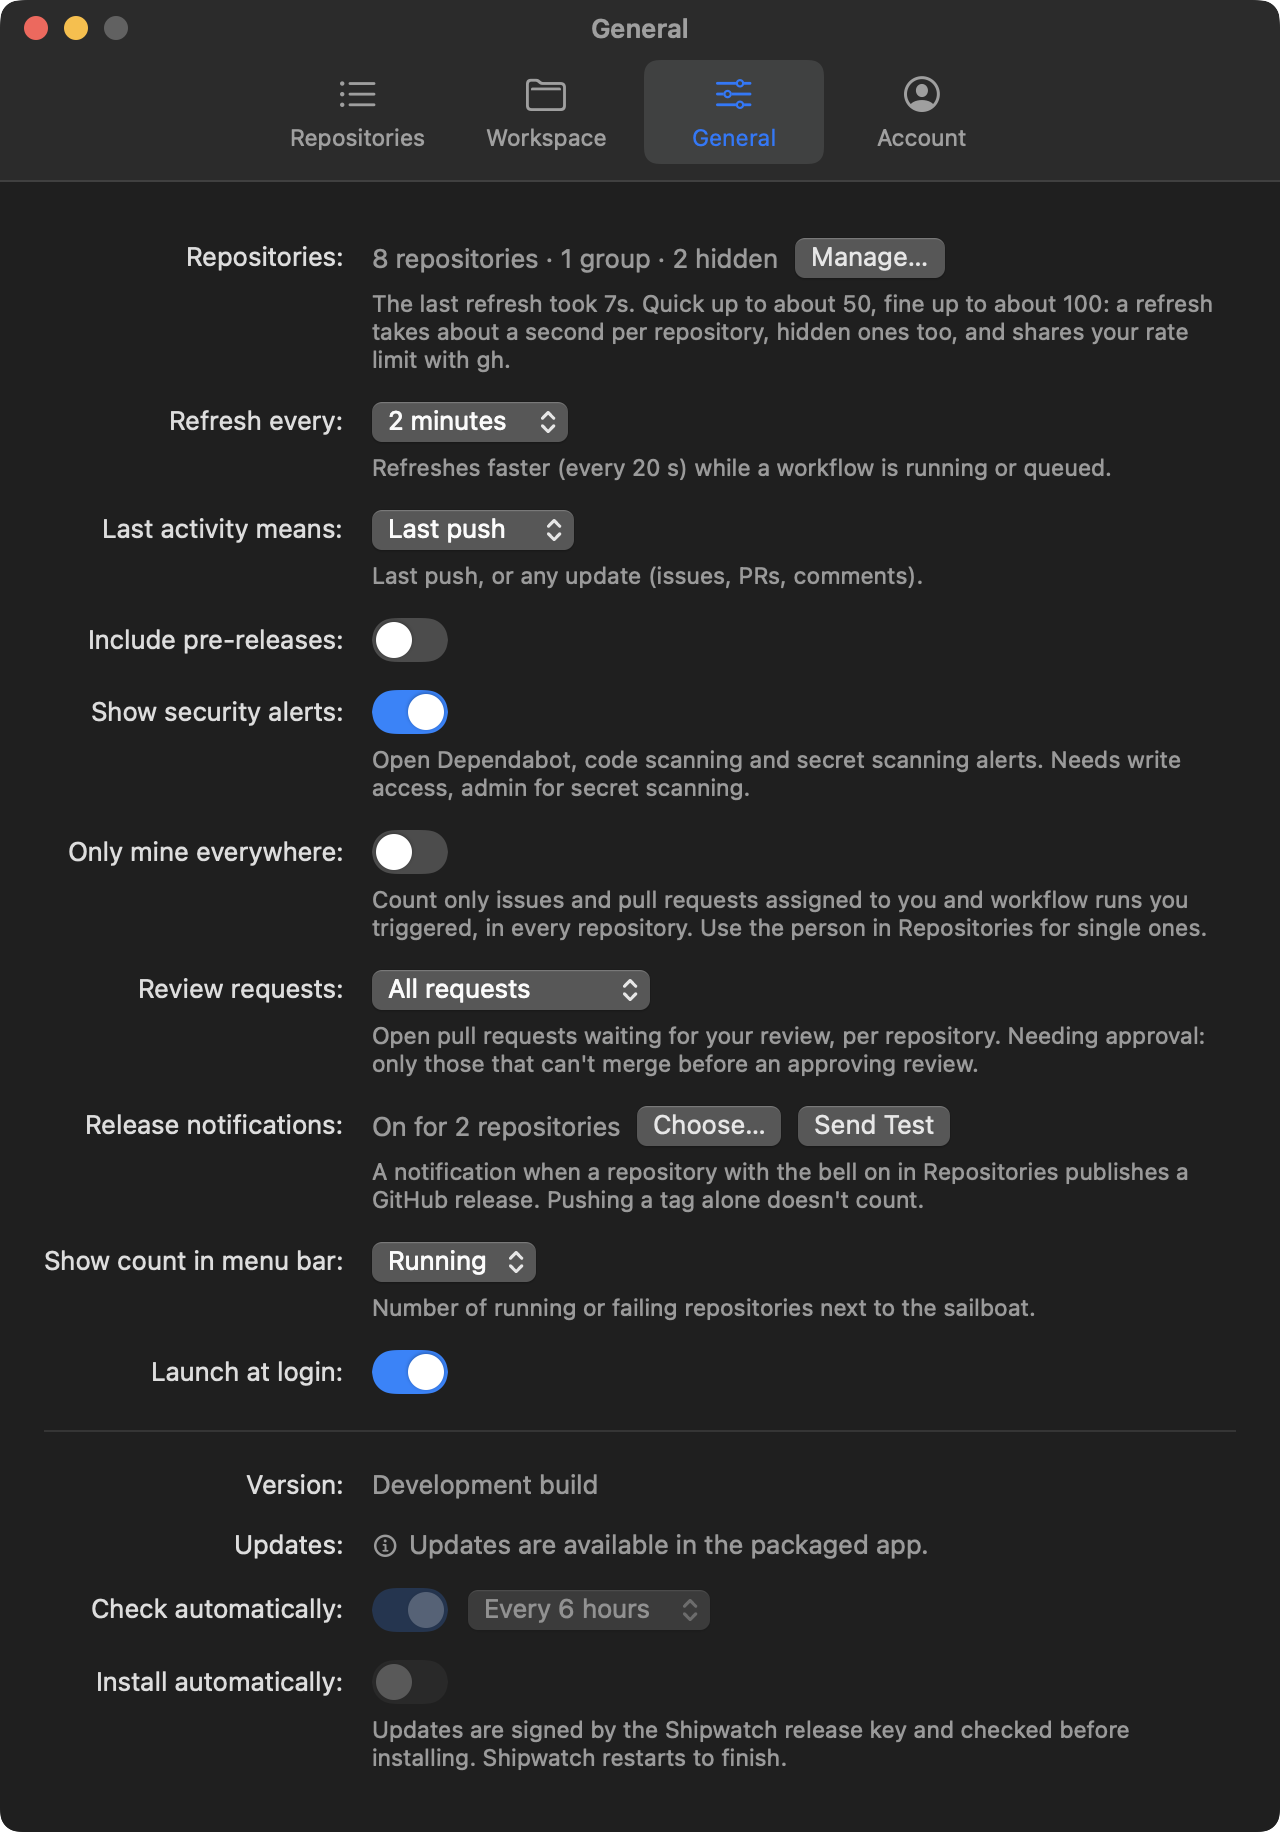 General
Repositories
Workspace
General
Account
Repositories: 8 repositories · 1 group · 2 hidden Manage...
The last refresh took 7s. Quick up to about 50, fine up to about 100: a refresh
takes about a second per repository, hidden ones too, and shares your rate
limit with gh.
Refresh every: 2 minutes
Refreshes faster (every 20 s) while a workflow is running or queued.
Last activity means: Last push
Last push, or any update (issues, PRs, comments).
Include pre-releases:
Show security alerts:
Open Dependabot, code scanning and secret scanning alerts. Needs write
access, admin for secret scanning.
Only mine everywhere:
Count only issues and pull requests assigned to you and workflow runs you
triggered, in every repository. Use the person in Repositories for single ones.
Review requests: All requests
Open pull requests waiting for your review, per repository. Needing approval:
only those that can't merge before an approving review.
Release notifications: On for 2 repositories Choose... Send Test
A notification when a repository with the bell on in Repositories publishes a
GitHub release. Pushing a tag alone doesn't count.
Show count in menu bar: Running
Number of running or failing repositories next to the sailboat.
Launch at login:
Version: Development build
Updates: Updates are available in the packaged app.
Check automatically: Every 6 hours
Install automatically:
Updates are signed by the Shipwatch release key and checked before
installing. Shipwatch restarts to finish.